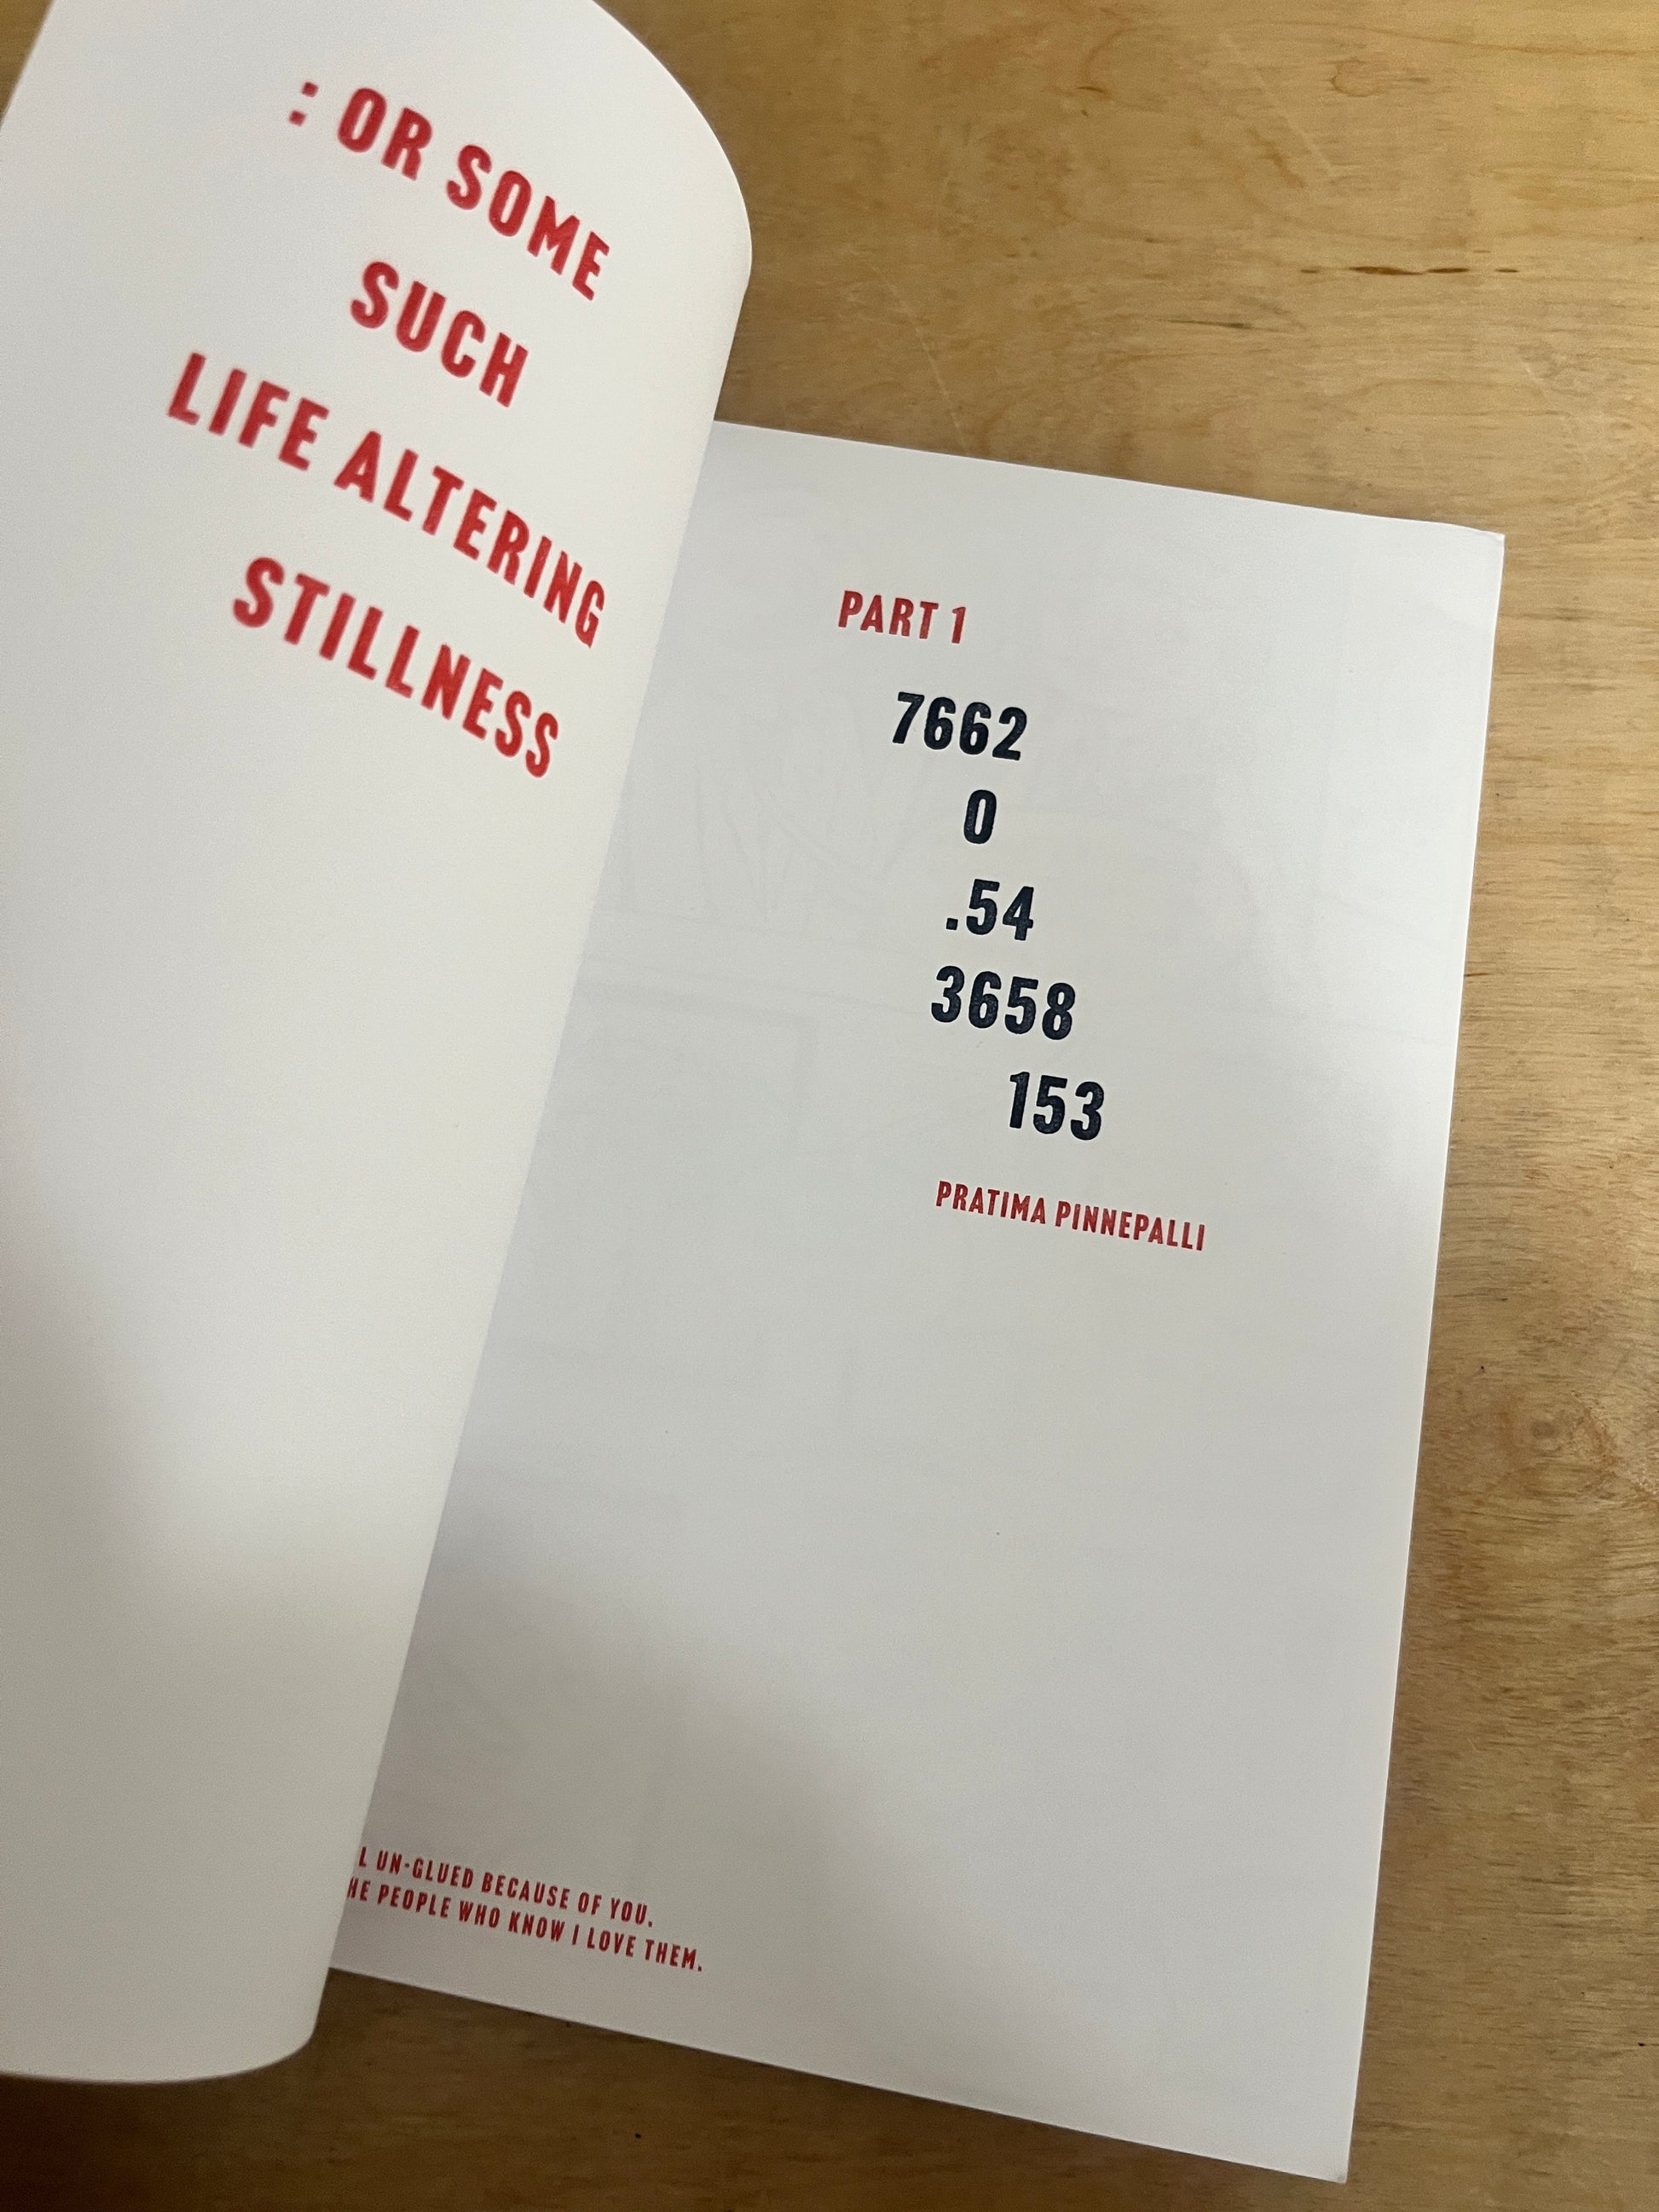 : OR SOME
SUCH
LIFE ALTERING
STILLNESS
PART 1
7662
0
.54
3658
153
PRATIMA PINNEPALLI
L UN-GLUED BECAUSE OF YOU.
HE PEOPLE WHO KNOW I LOVE THEM.